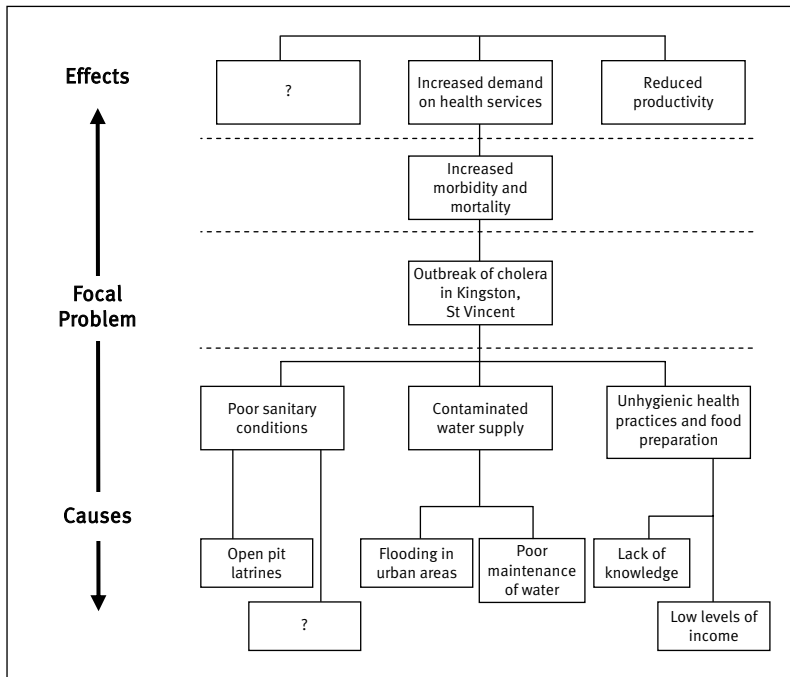 Effects
?
Increased demand
on health services
Reduced
productivity
Increased
morbidity and
mortality
Focal
Problem
Outbreak of cholera
in Kingston,
St Vincent
Poor sanitary
conditions
Contaminated
water supply
Unhygienic health
practices and food
preparation
Causes
Open pit
latrines
?
Flooding in
urban areas
Poor
maintenance
of water
Lack of
knowledge
Low levels of
income